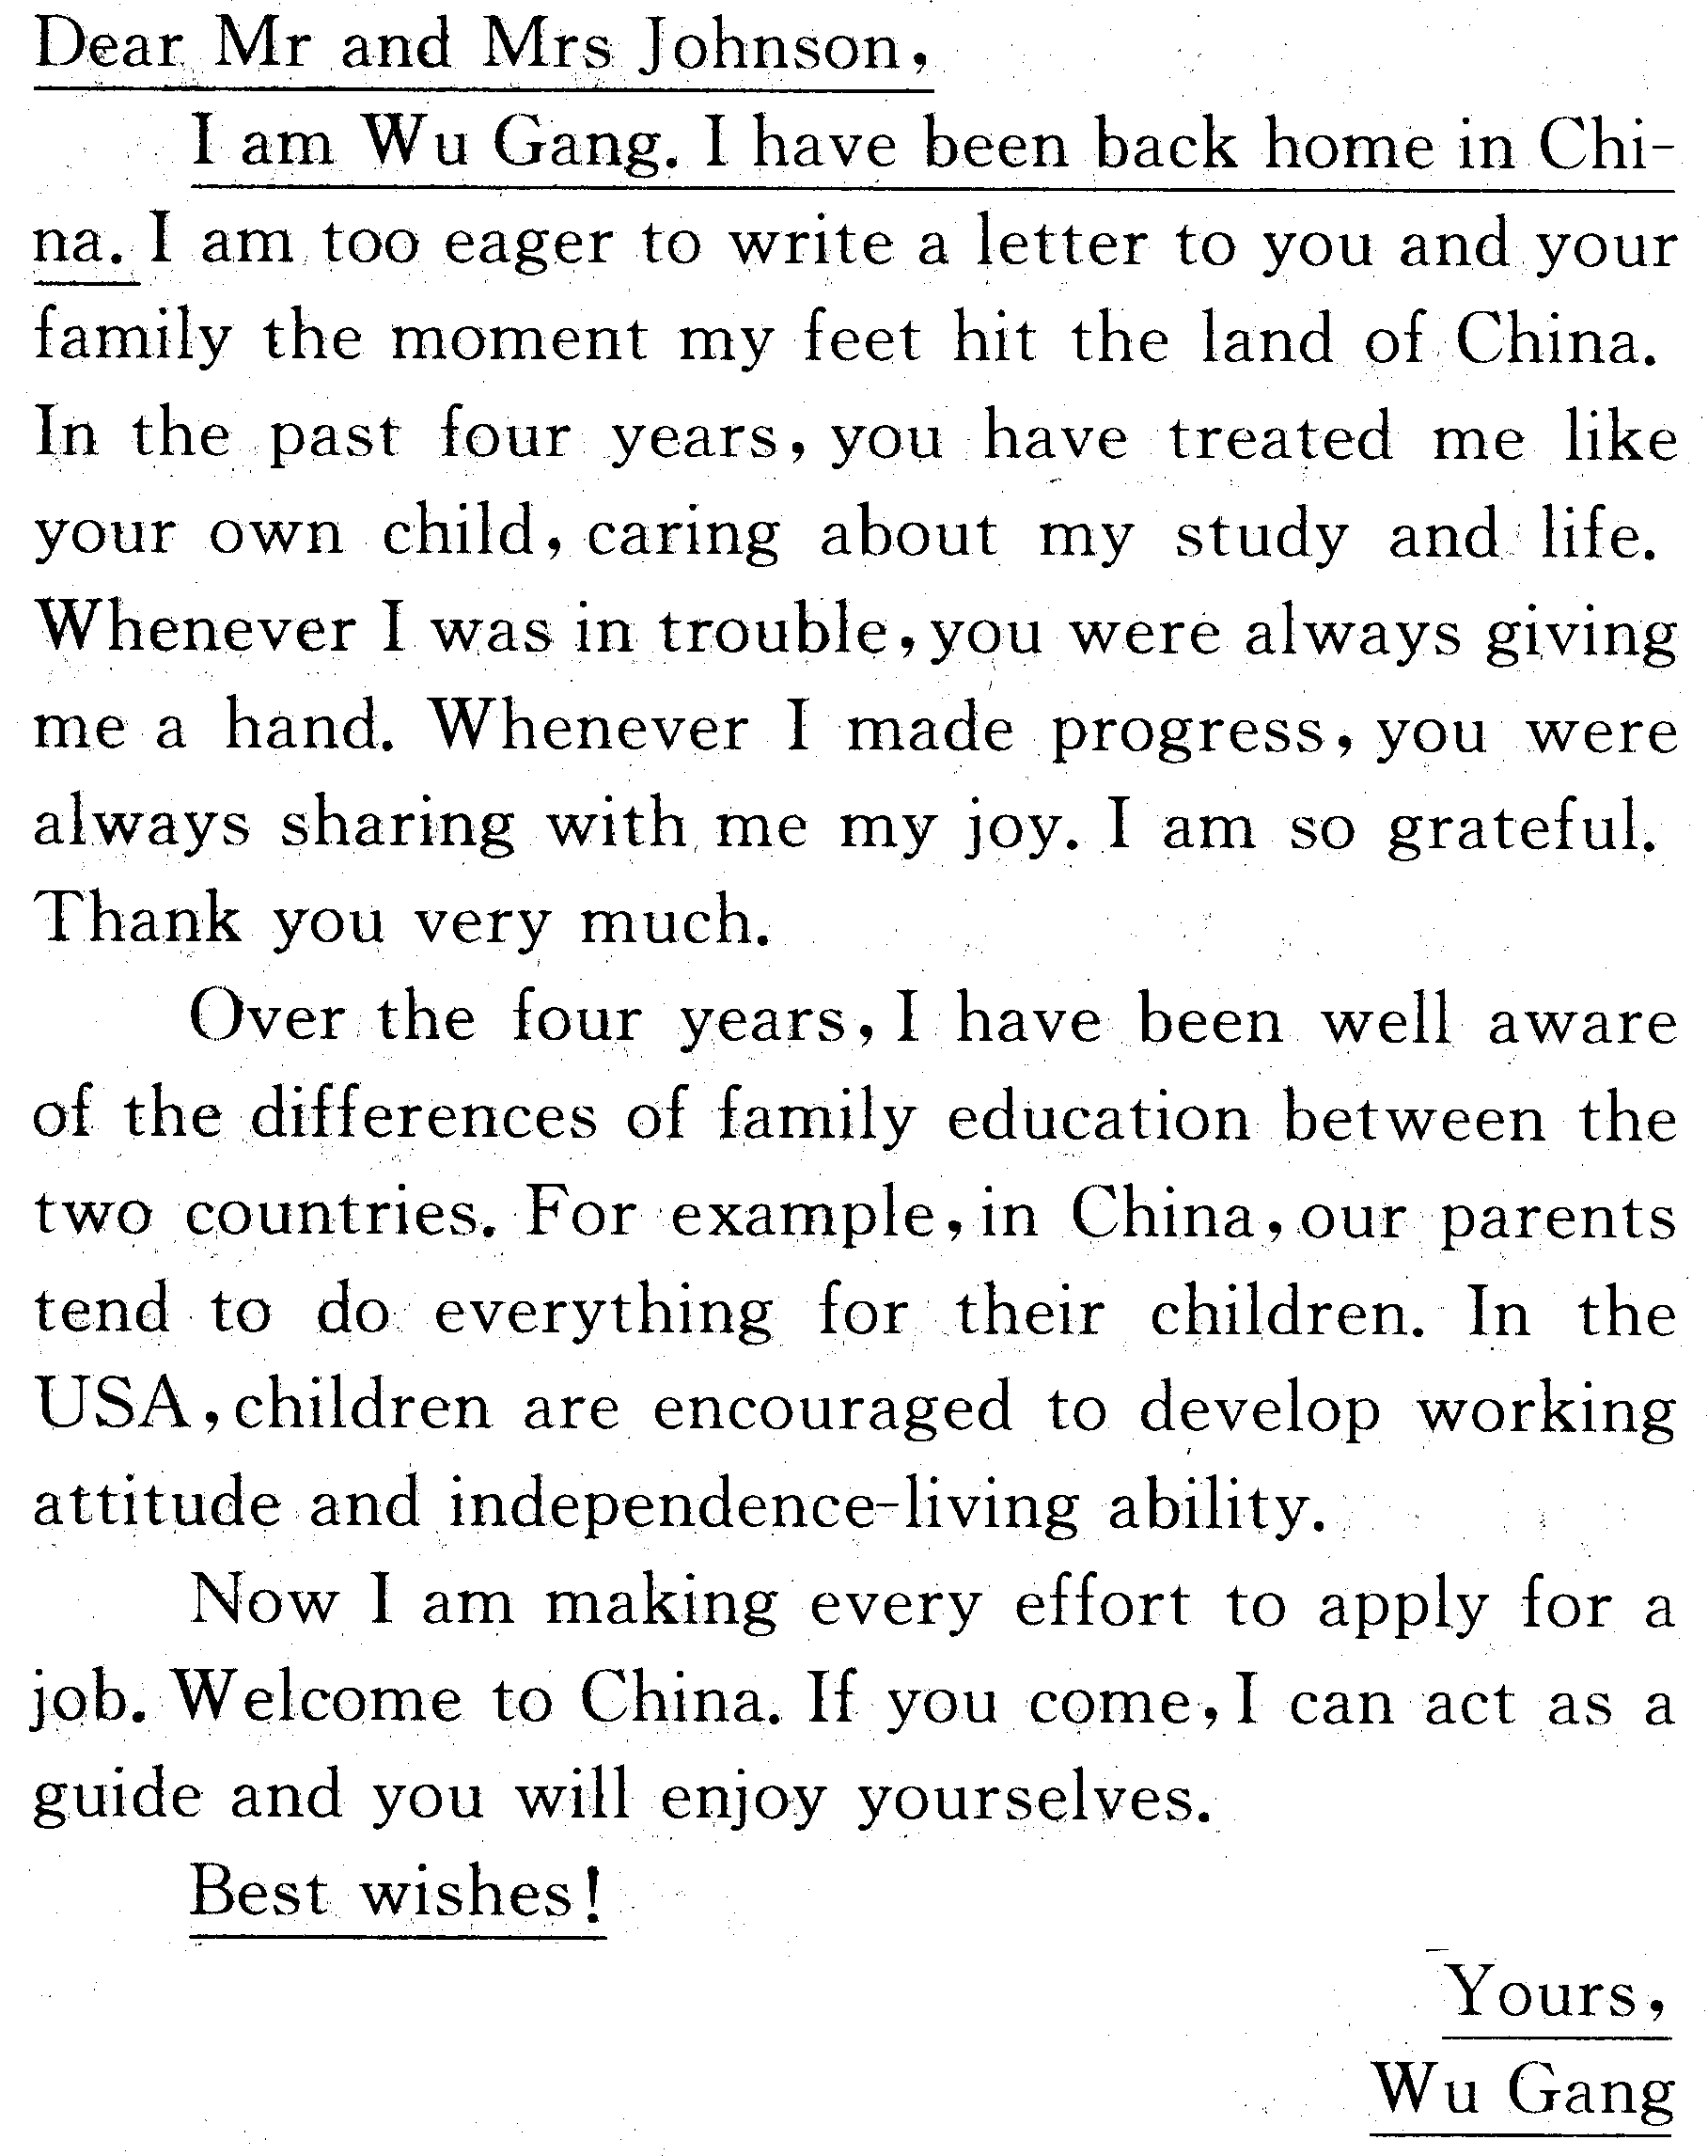 Dear Mr and Mrs Johnson,
I am Wu Gang. I have been back home in Chi-
na. I am too eager to write a letter to you and your
family the moment my feet hit the land of China.
In the past four years, you have treated me like
your own child, caring about my study and life.
Whenever I was in trouble, you were always giving
me a hand. Whenever I made progress, you were
always sharing with me my joy. I am so grateful.
Thank you very much.
Over the four years, I have been well aware
of the differences of family education between the
two countries. For example, in China, our parents
tend to do everything for their children. In the
USA, children are encouraged to develop working
attitude and independence-living ability.
Now I am making every effort to apply for a
job. Welcome to China. If you come, I can act as a
guide and you will enjoy yourselves.
Best wishes!
Yours,
Wu Gang